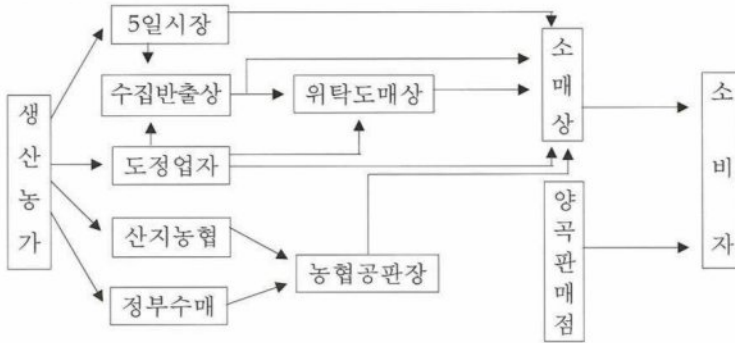 생산농가
5일시장
수집반출상
도정업자
산지농협
정부수매
위탁도매상
농협공판장
소매상
양곡판매점
소비자